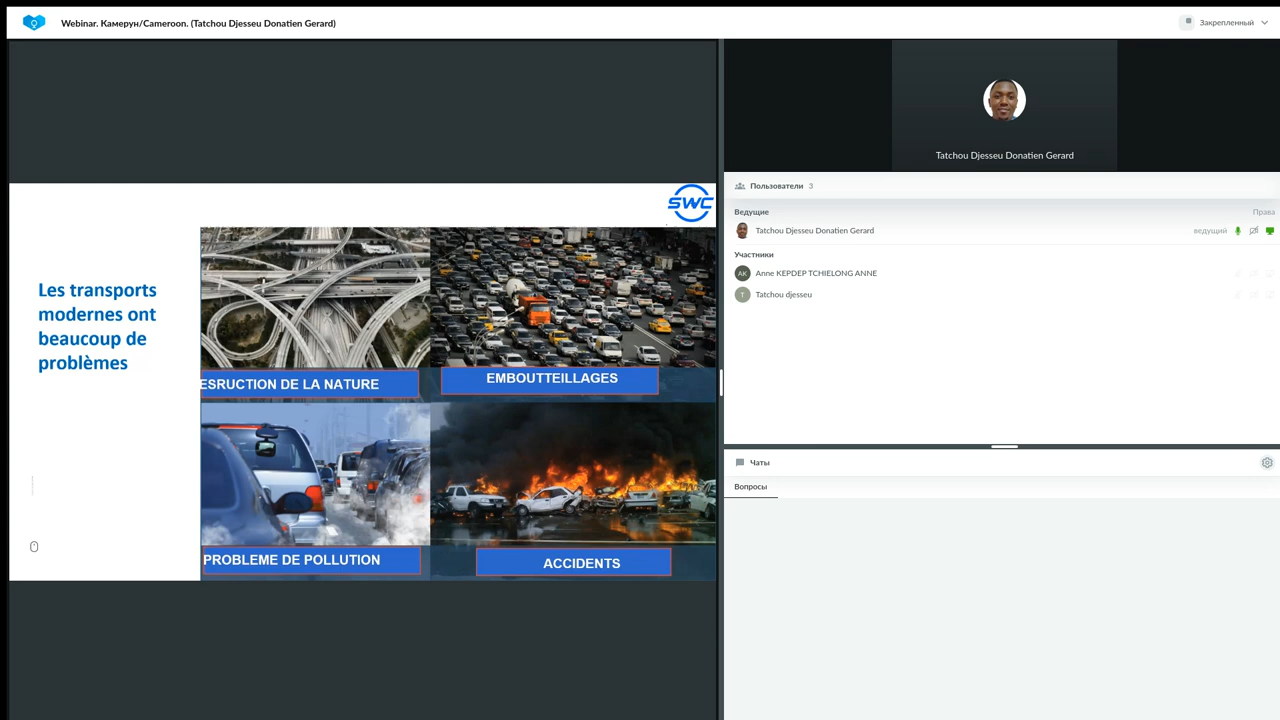 Webinar. Камерун/Cameroon. (Tatchou Djesseu Donatien Gerard)
Закрепленный
SWC
Les transports
modernes ont
beaucoup de
problèmes
ESRUCTION DE LA NATURE
EMBOUTTEILLAGES
PROBLEME DE POLLUTION
ACCIDENTS
Tatchou Djesseu Donatien Gerard
Пользователи 3
Ведущие Права
Tatchou Djesseu Donatien Gerard ведущий
Участники
AK Anne KEPDEP TCHIELONG ANNE
T Tatchou djesseu
Чаты
Вопросы